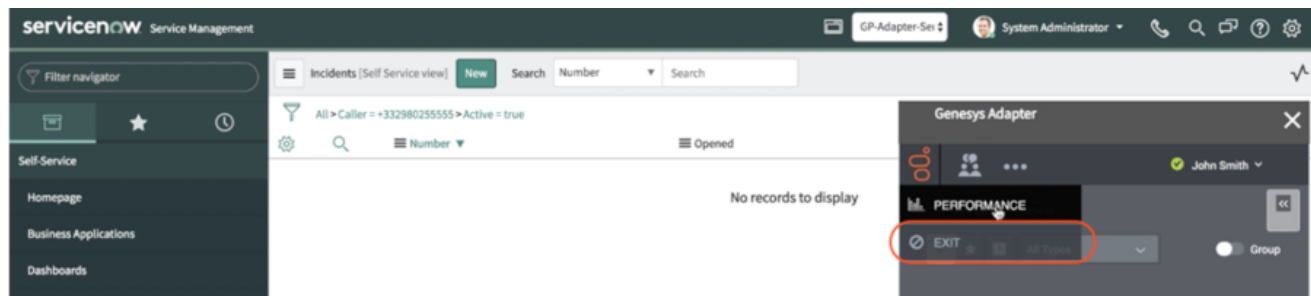 servicenow Service Management
GP-Adapter-Ser
System Administrator
Filter navigator
Incidents [Self Service view] New Search Number Search
All > Caller = +332980255555 > Active = true
Number Opened
Self-Service
Homepage
Business Applications
Dashboards
No records to display
Genesys Adapter
John Smith
PERFORMANCE
EXIT
All Types
Group